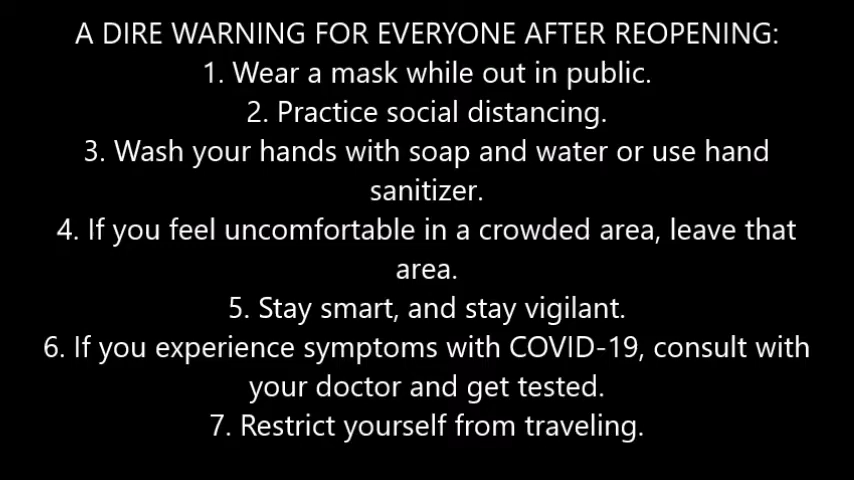 A DIRE WARNING FOR EVERYONE AFTER REOPENING:
1. Wear a mask while out in public.
2. Practice social distancing.
3. Wash your hands with soap and water or use hand
sanitizer.
4. If you feel uncomfortable in a crowded area, leave that
area.
5. Stay smart, and stay vigilant.
6. If you experience symptoms with COVID-19, consult with
your doctor and get tested.
7. Restrict yourself from traveling.